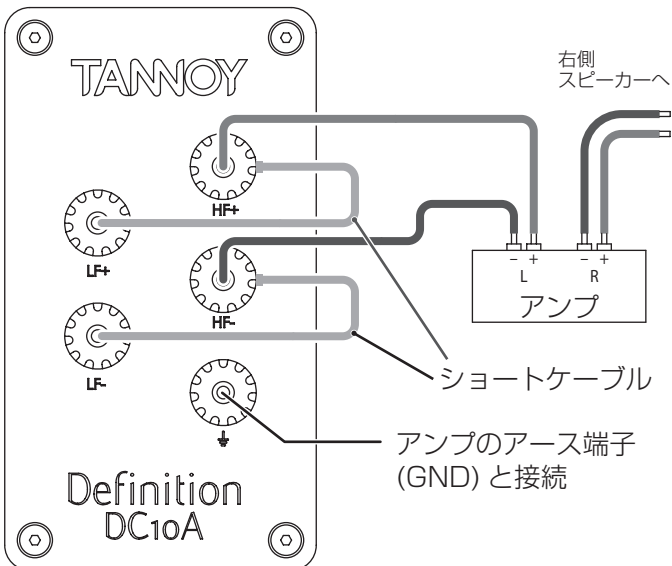 TANNOY
右側
スピーカーへ
HF+
LF+
HF-
LF-
⏚
− + − +
L R
アンプ
ショートケーブル
アンプのアース端子
(GND) と接続
Definition
DC10A